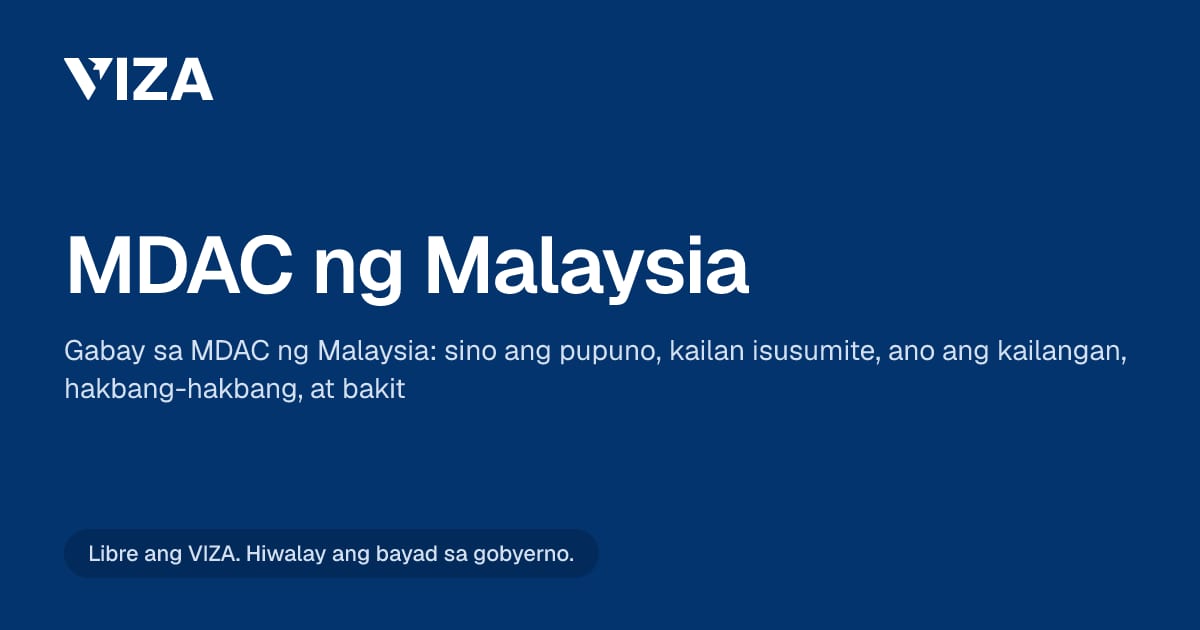 VIZA
MDAC ng Malaysia
Gabay sa MDAC ng Malaysia: sino ang pupuno, kailan isusumite, ano ang kailangan,
hakbang-hakbang, at bakit
Libre ang VIZA. Hiwalay ang bayad sa gobyerno.